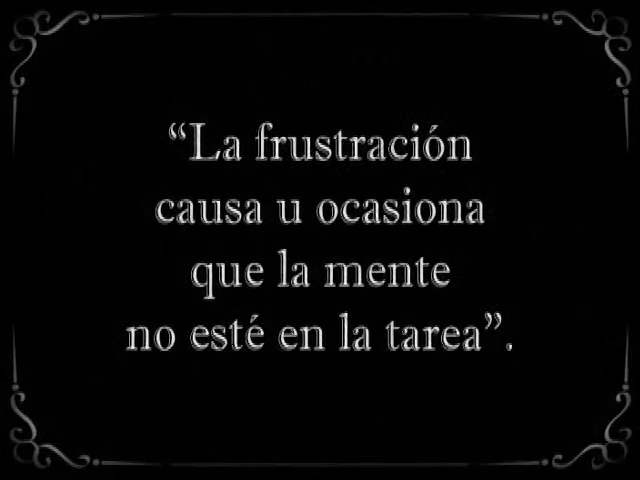 “La frustración
causa u ocasiona
que la mente
no esté en la tarea”.